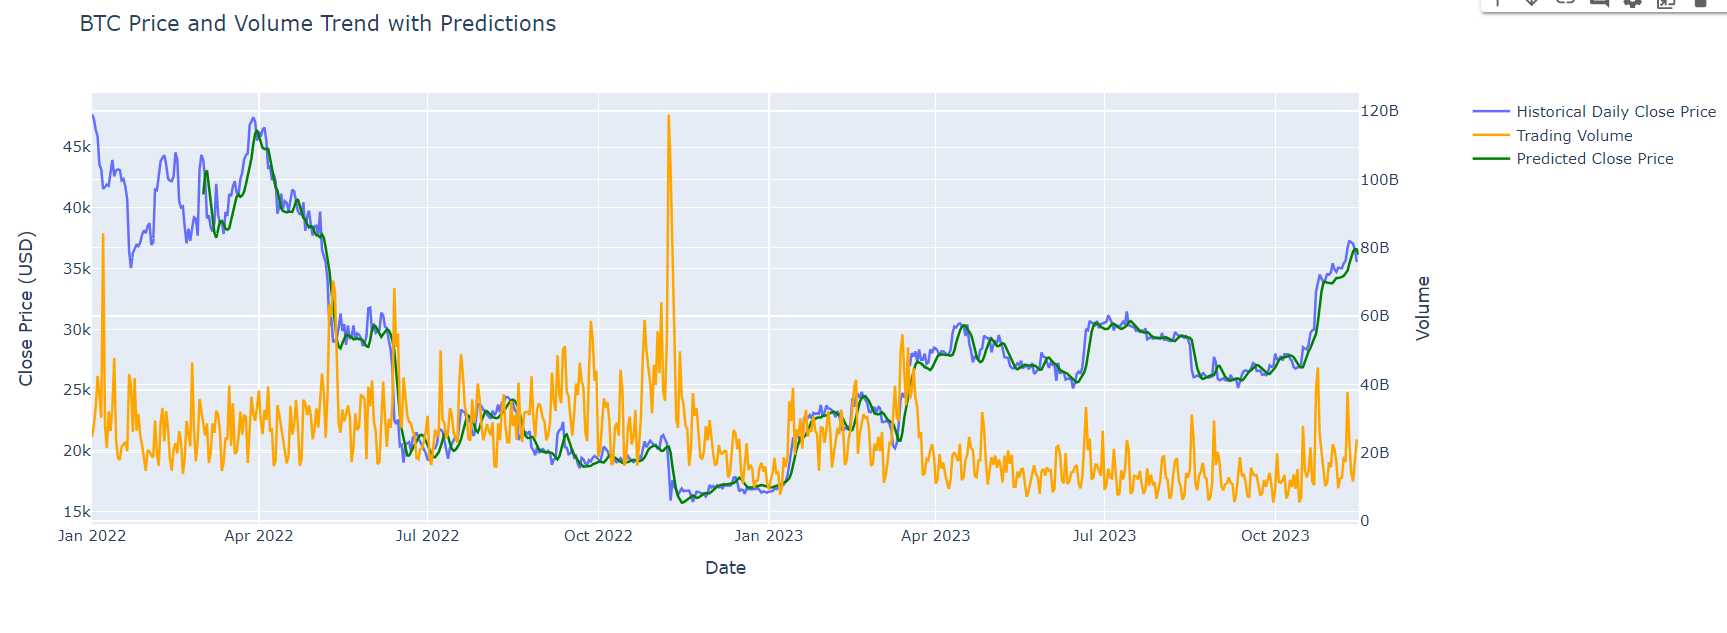 BTC Price and Volume Trend with Predictions
Historical Daily Close Price
Trading Volume
Predicted Close Price
Close Price (USD)
45k
40k
35k
30k
25k
20k
15k
120B
100B
80B
60B
40B
20B
0
Volume
Jan 2022
Apr 2022
Jul 2022
Oct 2022
Jan 2023
Apr 2023
Jul 2023
Oct 2023
Date